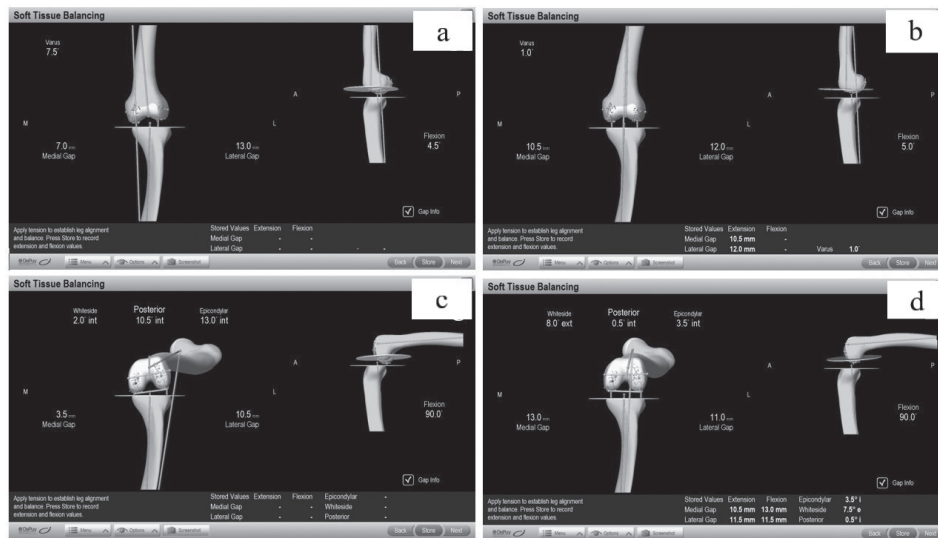 Soft Tissue Balancing
a
Varus
7.5°
A
P
M
L
7.0 mm
Medial Gap
13.0 mm
Lateral Gap
Flexion
4.5°
Gap Info
Apply tension to establish leg alignment
and balance. Press Store to record
extension and flexion values.
Stored Values Extension Flexion
Medial Gap - -
Lateral Gap - - - -
DePuy Menu Options Screenshot Back Store Next
Soft Tissue Balancing
b
Varus
1.0°
A
P
M
L
10.5 mm
Medial Gap
12.0 mm
Lateral Gap
Flexion
5.0°
Gap Info
Apply tension to establish leg alignment
and balance. Press Store to record
extension and flexion values.
Stored Values Extension Flexion
Medial Gap 10.5 mm -
Lateral Gap 12.0 mm - Varus 1.0°
DePuy Menu Options Screenshot Back Store Next
Soft Tissue Balancing
c
Whiteside Posterior Epicondylar
2.0° int 10.5° int 13.0° int
A
P
M
L
3.5 mm
Medial Gap
10.5 mm
Lateral Gap
Flexion
90.0°
Gap Info
Apply tension to establish leg alignment
and balance. Press Store to record
extension and flexion values.
Stored Values Extension Flexion Epicondylar -
Medial Gap - - Whiteside -
Lateral Gap - - Posterior -
DePuy Menu Options Screenshot Back Store Next
Soft Tissue Balancing
d
Whiteside Posterior Epicondylar
8.0° ext 0.5° int 3.5° int
A
P
M
L
13.0 mm
Medial Gap
11.0 mm
Lateral Gap
Flexion
90.0°
Gap Info
Apply tension to establish leg alignment
and balance. Press Store to record
extension and flexion values.
Stored Values Extension Flexion Epicondylar 3.5° i
Medial Gap 10.5 mm 13.0 mm Whiteside 7.5° e
Lateral Gap 11.5 mm 11.5 mm Posterior 0.5° i
DePuy Menu Options Screenshot Back Store Next